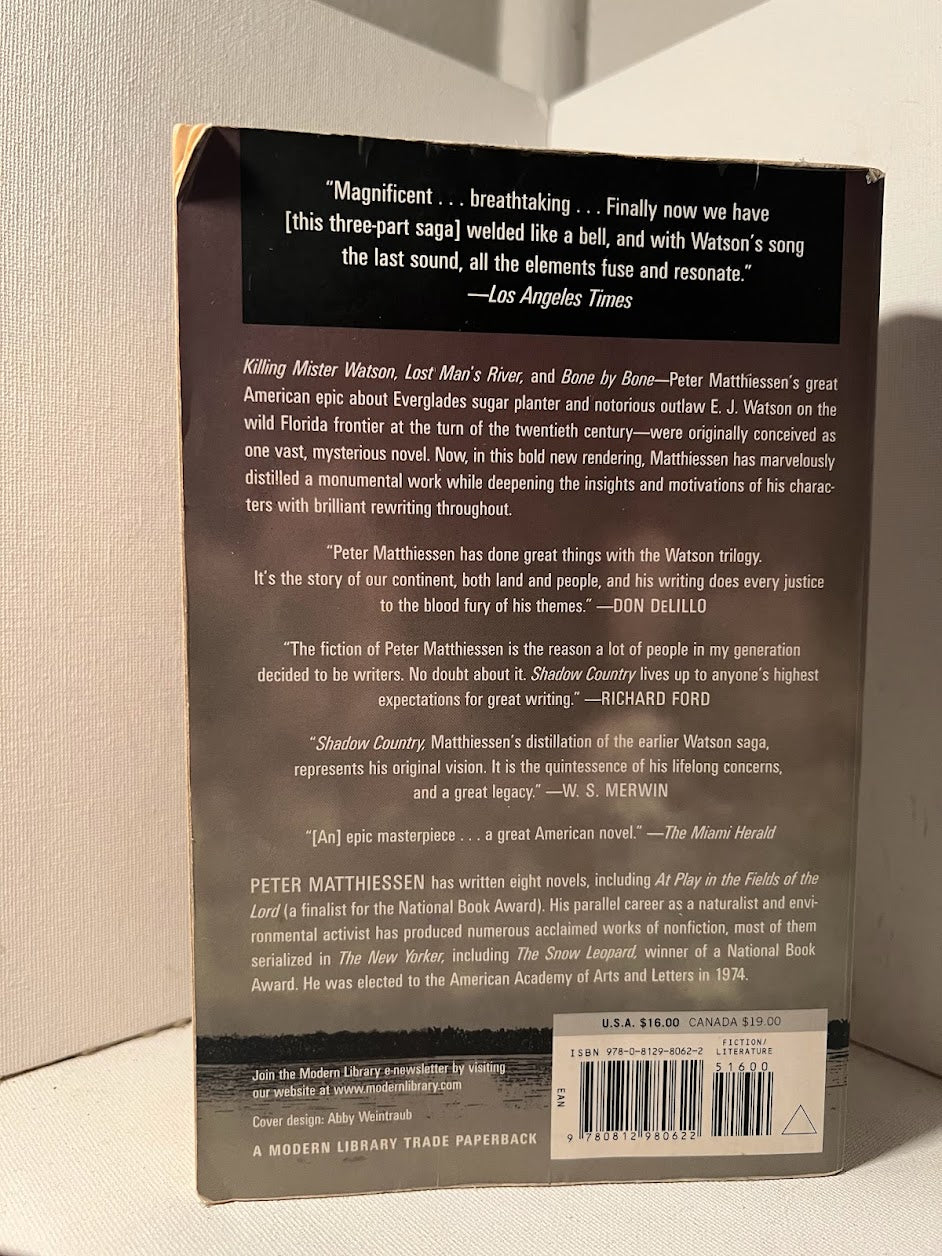 “Magnificent . . . breathtaking . . . Finally now we have
[this three-part saga] welded like a bell, and with Watson’s song
the last sound, all the elements fuse and resonate.”
—Los Angeles Times
Killing Mister Watson, Lost Man’s River, and Bone by Bone—Peter Matthiessen’s great
American epic about Everglades sugar planter and notorious outlaw E. J. Watson on the
wild Florida frontier at the turn of the twentieth century—were originally conceived as
one vast, mysterious novel. Now, in this bold new rendering, Matthiessen has marvelously
distilled a monumental work while deepening the insights and motivations of his charac-
ters with brilliant rewriting throughout.
“Peter Matthiessen has done great things with the Watson trilogy.
It’s the story of our continent, both land and people, and his writing does every justice
to the blood fury of his themes.” —DON DeLILLO
“The fiction of Peter Matthiessen is the reason a lot of people in my generation
decided to be writers. No doubt about it. Shadow Country lives up to anyone’s highest
expectations for great writing.” —RICHARD FORD
“Shadow Country, Matthiessen’s distillation of the earlier Watson saga,
represents his original vision. It is the quintessence of his lifelong concerns,
and a great legacy.” —W. S. MERWIN
“[An] epic masterpiece . . . a great American novel.” —The Miami Herald
PETER MATTHIESSEN has written eight novels, including At Play in the Fields of the
Lord (a finalist for the National Book Award). His parallel career as a naturalist and envi-
ronmental activist has produced numerous acclaimed works of nonfiction, most of them
serialized in The New Yorker, including The Snow Leopard, winner of a National Book
Award. He was elected to the American Academy of Arts and Letters in 1974.
U.S.A. $16.00 CANADA $19.00
ISBN 978-0-8129-8062-2
FICTION/
LITERATURE
51600
EAN
9 780812 980622
Join the Modern Library e-newsletter by visiting
our website at www.modernlibrary.com
Cover design: Abby Weintraub
A MODERN LIBRARY TRADE PAPERBACK